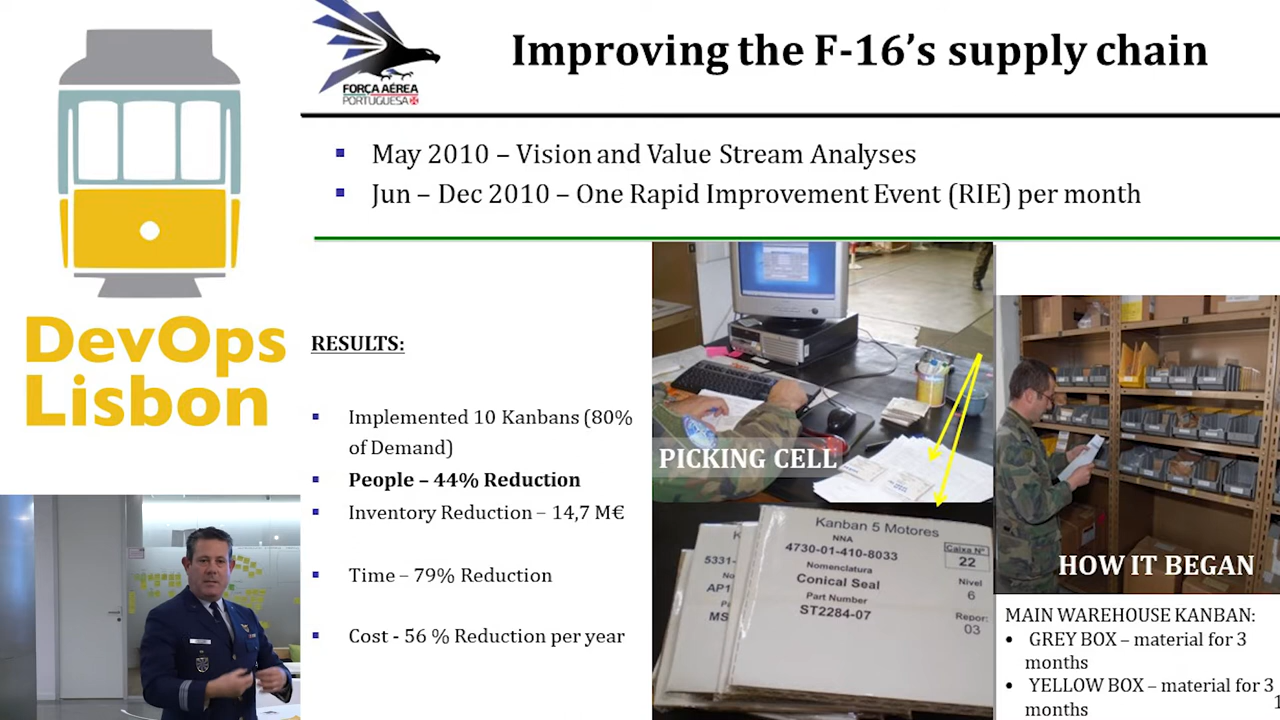 FORÇA AÉREA
PORTUGUESA
Improving the F-16's supply chain
May 2010 – Vision and Value Stream Analyses
Jun – Dec 2010 – One Rapid Improvement Event (RIE) per month
DevOps
Lisbon
RESULTS:
Implemented 10 Kanbans (80%
of Demand)
People – 44% Reduction
Inventory Reduction – 14,7 M€
Time – 79% Reduction
Cost - 56 % Reduction per year
PICKING CELL
Kanban 5 Motores
NNA
4730-01-410-8033
Nomenclatura
Conical Seal
Part Number
ST2284-07
Caixa Nº
22
Nivel
6
Repor:
03
5331-
AP1
MS
HOW IT BEGAN
MAIN WAREHOUSE KANBAN:
GREY BOX – material for 3
months
YELLOW BOX – material for 3
months